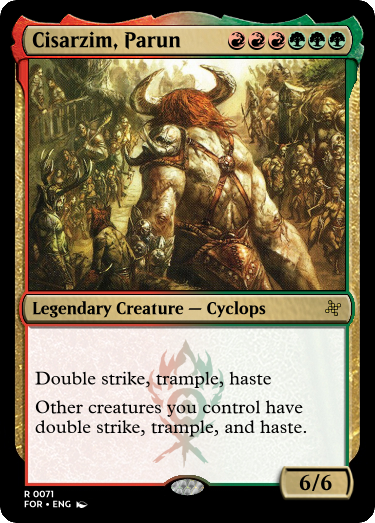 Cisarzim, Parun
Legendary Creature — Cyclops
Double strike, trample, haste
Other creatures you control have
double strike, trample, and haste.
6/6
R 0071
FOR • ENG